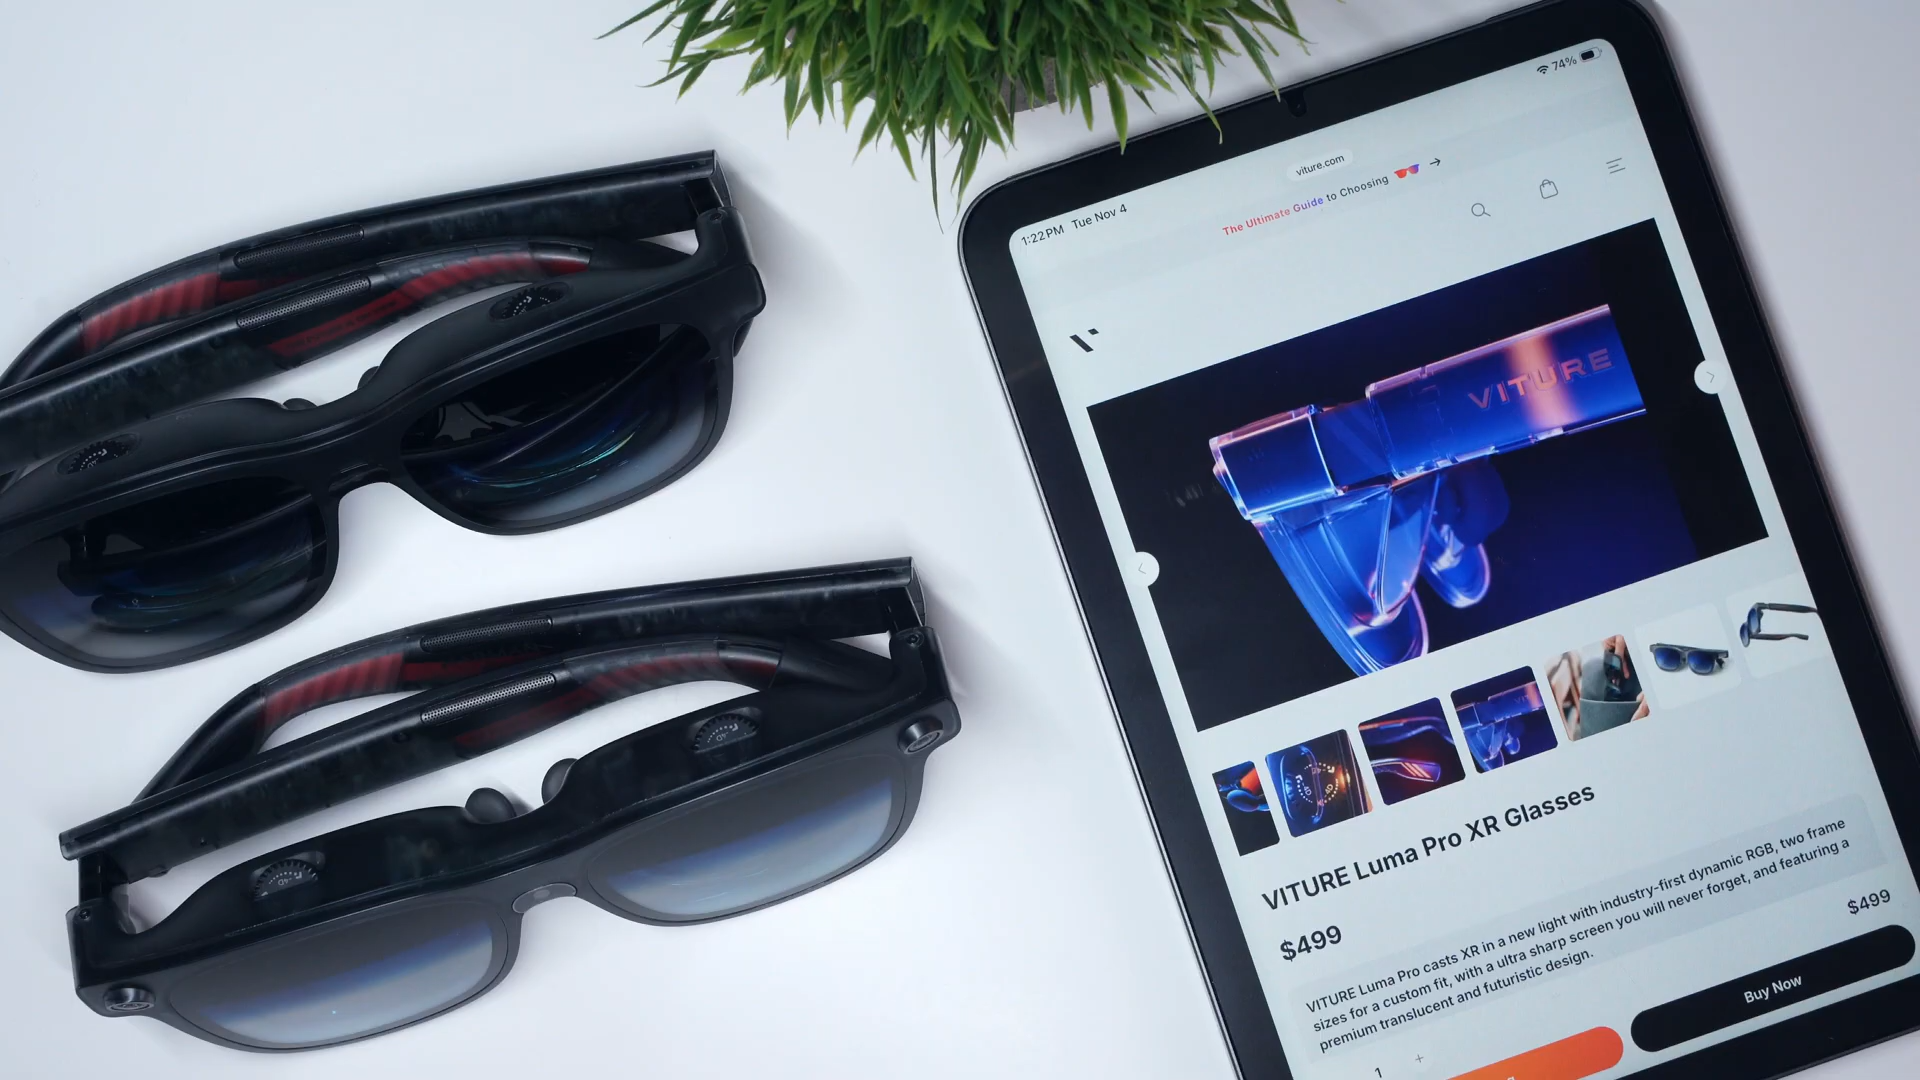 74%
1:22PM Tue Nov 4
viture.com
The Ultimate Guide to Choosing
VITURE
VITURE Luma Pro XR Glasses
$499
VITURE Luma Pro casts XR in a new light with industry-first dynamic RGB, two frame
sizes for a custom fit, with a ultra sharp screen you will never forget, and featuring a
premium translucent and futuristic design.
$499
1 +
Buy Now